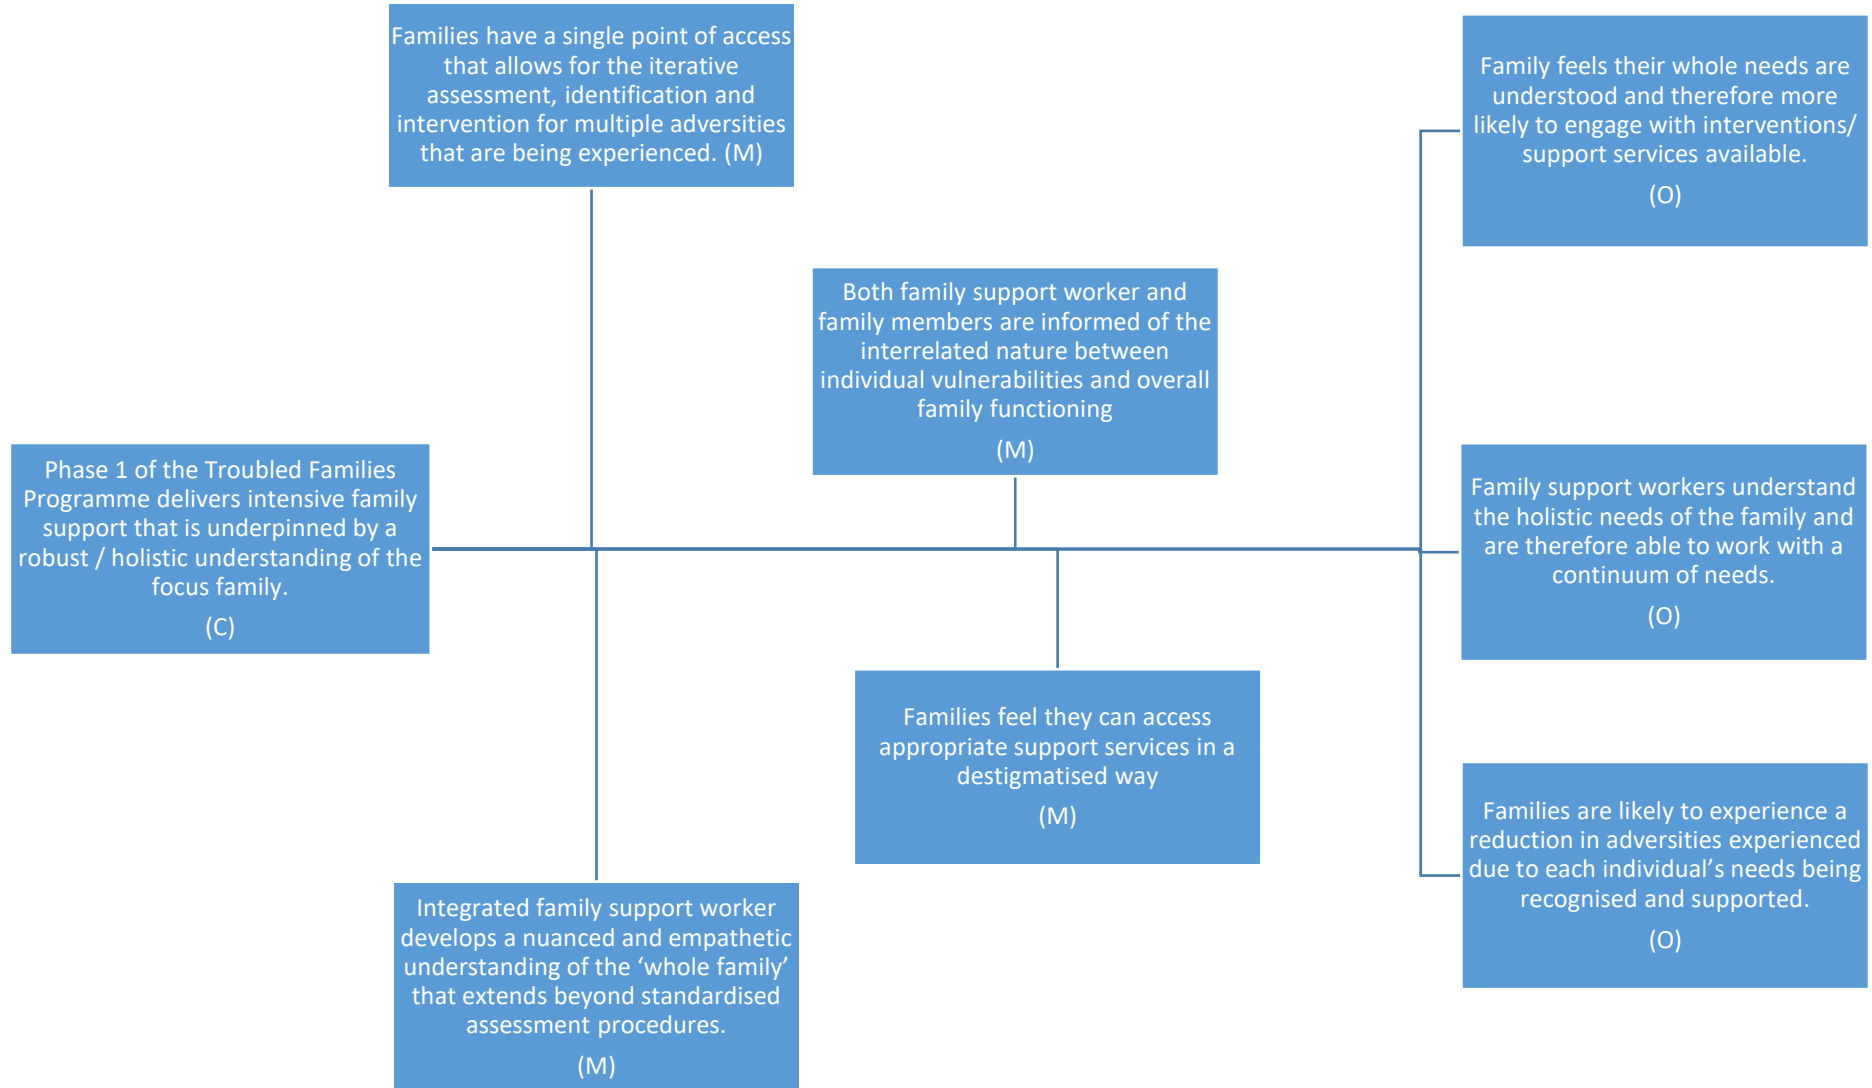 Families have a single point of access
that allows for the iterative
assessment, identification and
intervention for multiple adversities
that are being experienced. (M)
Family feels their whole needs are
understood and therefore more
likely to engage with interventions/
support services available.
(O)
Both family support worker and
family members are informed of the
interrelated nature between
individual vulnerabilities and overall
family functioning
(M)
Phase 1 of the Troubled Families
Programme delivers intensive family
support that is underpinned by a
robust / holistic understanding of the
focus family.
(C)
Family support workers understand
the holistic needs of the family and
are therefore able to work with a
continuum of needs.
(O)
Families feel they can access
appropriate support services in a
destigmatised way
(M)
Families are likely to experience a
reduction in adversities experienced
due to each individual’s needs being
recognised and supported.
(O)
Integrated family support worker
develops a nuanced and empathetic
understanding of the ‘whole family’
that extends beyond standardised
assessment procedures.
(M)